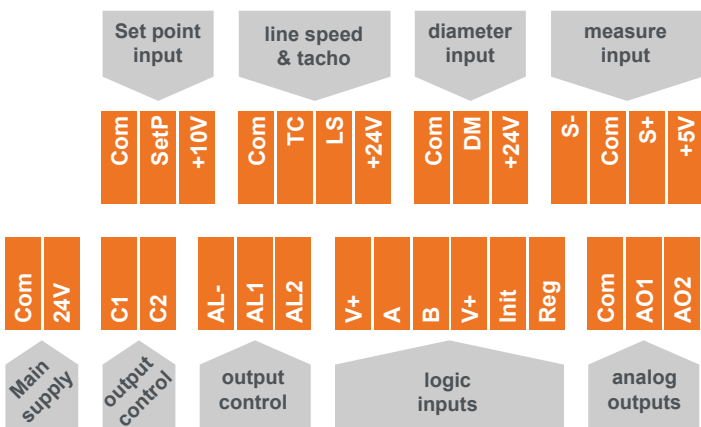 Set point
input
line speed
& tacho
diameter
input
measure
input
Com
SetP
+10V
Com
TC
LS
+24V
Com
DM
+24V
S-
Com
S+
+5V
Com
24V
C1
C2
AL-
AL1
AL2
V+
A
B
V+
Init
Reg
Com
AO1
AO2
Main
supply
output
control
output
control
logic
inputs
analog
outputs